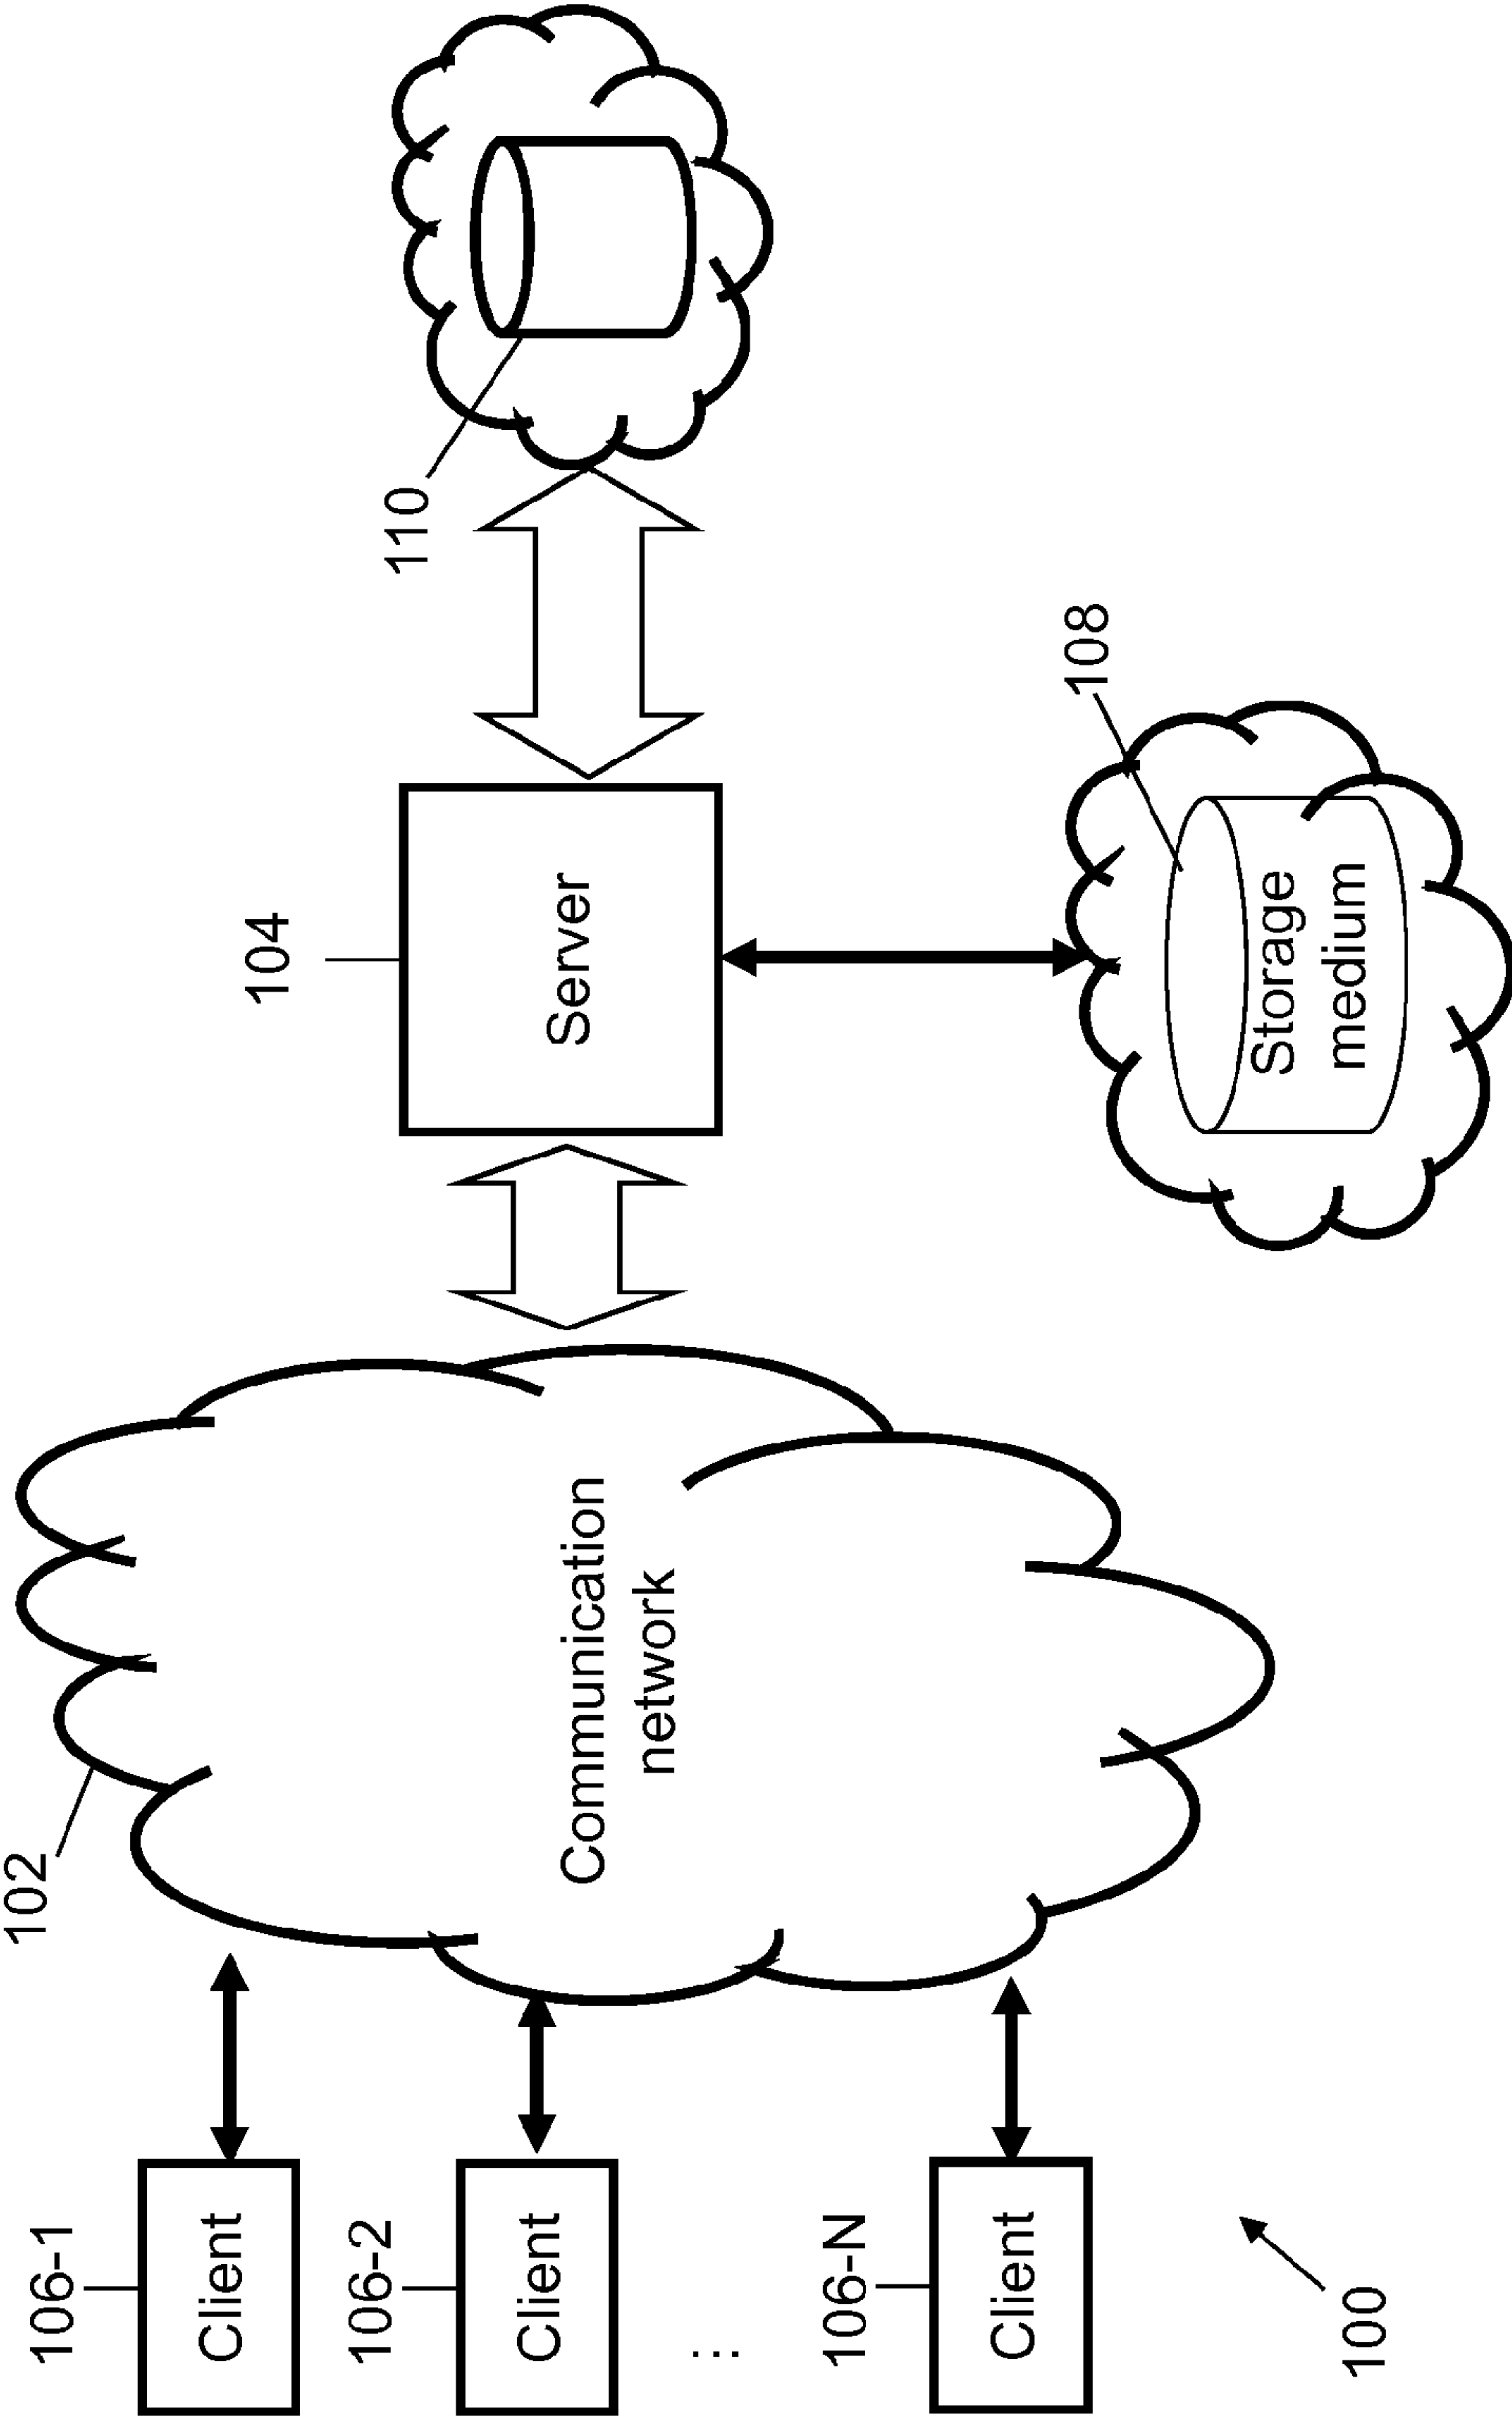 106-1
Client
106-2
Client
...
106-N
Client
100
102
Communication
network
104
Server
108
Storage
medium
110